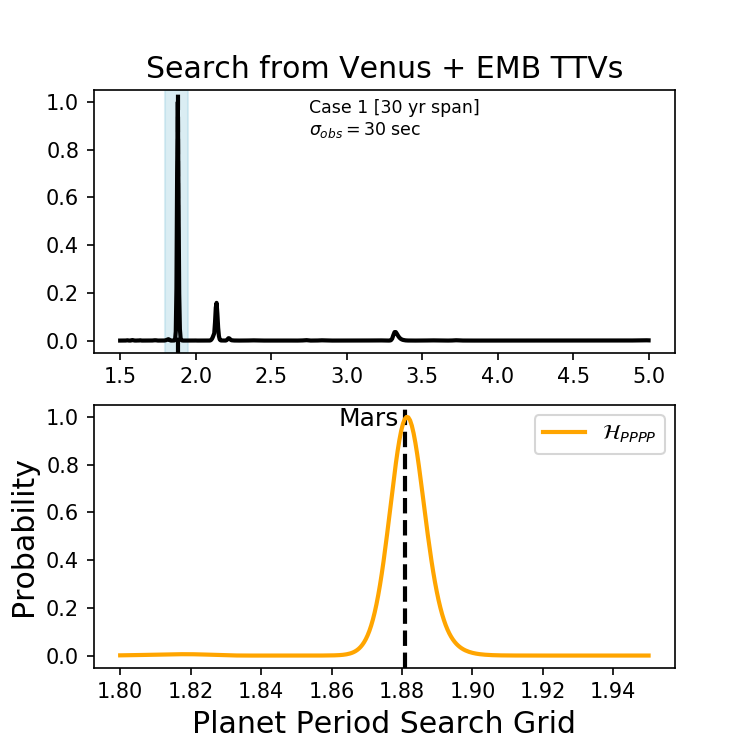 Search from Venus + EMB TTVs
Case 1 [30 yr span]
σ_obs = 30 sec
1.0
0.8
0.6
0.4
0.2
0.0
1.5 2.0 2.5 3.0 3.5 4.0 4.5 5.0
Mars
ℋ_PPPP
Probability
1.0
0.8
0.6
0.4
0.2
0.0
1.80 1.82 1.84 1.86 1.88 1.90 1.92 1.94
Planet Period Search Grid